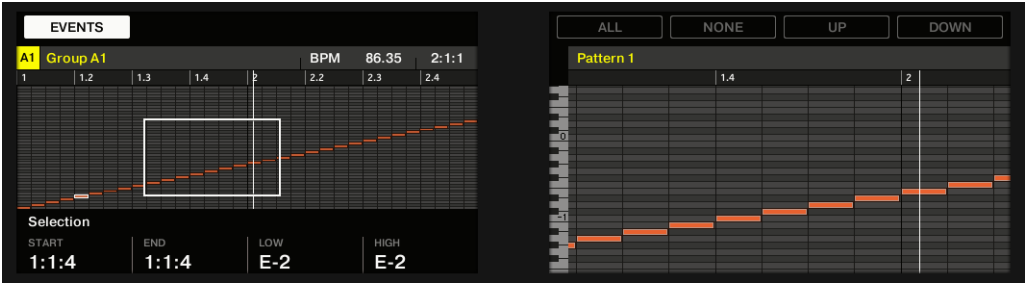 EVENTS
A1 Group A1 BPM 86.35 2:1:1
1 1.2 1.3 1.4 2 2.2 2.3 2.4
Selection
START END LOW HIGH
1:1:4 1:1:4 E-2 E-2
ALL NONE UP DOWN
Pattern 1
1.4 2
0
-1